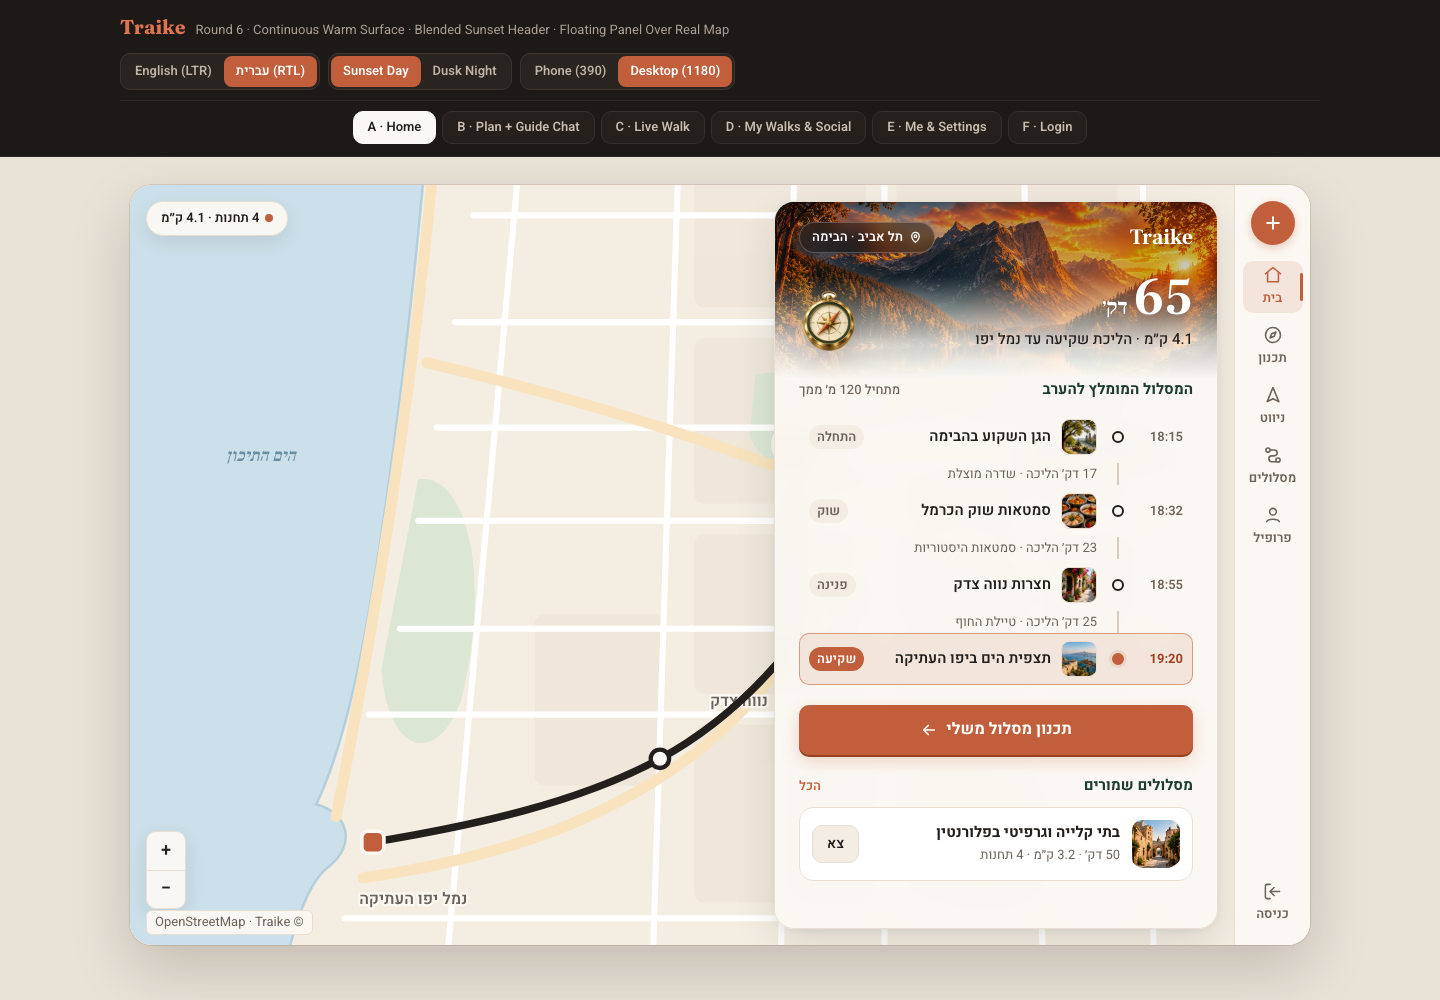 Traike Round 6 · Continuous Warm Surface · Blended Sunset Header · Floating Panel Over Real Map
English (LTR) עברית (RTL) Sunset Day Dusk Night Phone (390) Desktop (1180)
A · Home B · Plan + Guide Chat C · Live Walk D · My Walks & Social E · Me & Settings F · Login
בית
תכנון
ניווט
מסלולים
פרופיל
כניסה
Traike
תל אביב · הבימה
65 דק׳
4.1 ק״מ · הליכת שקיעה עד נמל יפו
המסלול המומלץ להערב
מתחיל 120 מ׳ ממך
18:15 הגן השקוע בהבימה התחלה
17 דק׳ הליכה · שדרה מוצלת
18:32 סמטאות שוק הכרמל שוק
23 דק׳ הליכה · סמטאות היסטוריות
18:55 חצרות נווה צדק פנינה
25 דק׳ הליכה · טיילת החוף
19:20 תצפית הים ביפו העתיקה שקיעה
תכנון מסלול משלי ←
מסלולים שמורים
הכל
בתי קלייה וגרפיטי בפלורנטין
50 דק׳ · 3.2 ק״מ · 4 תחנות
צא
4 תחנות · 4.1 ק״מ
הים התיכון
נווה צדק
נמל יפו העתיקה
+
−
OpenStreetMap · Traike ©